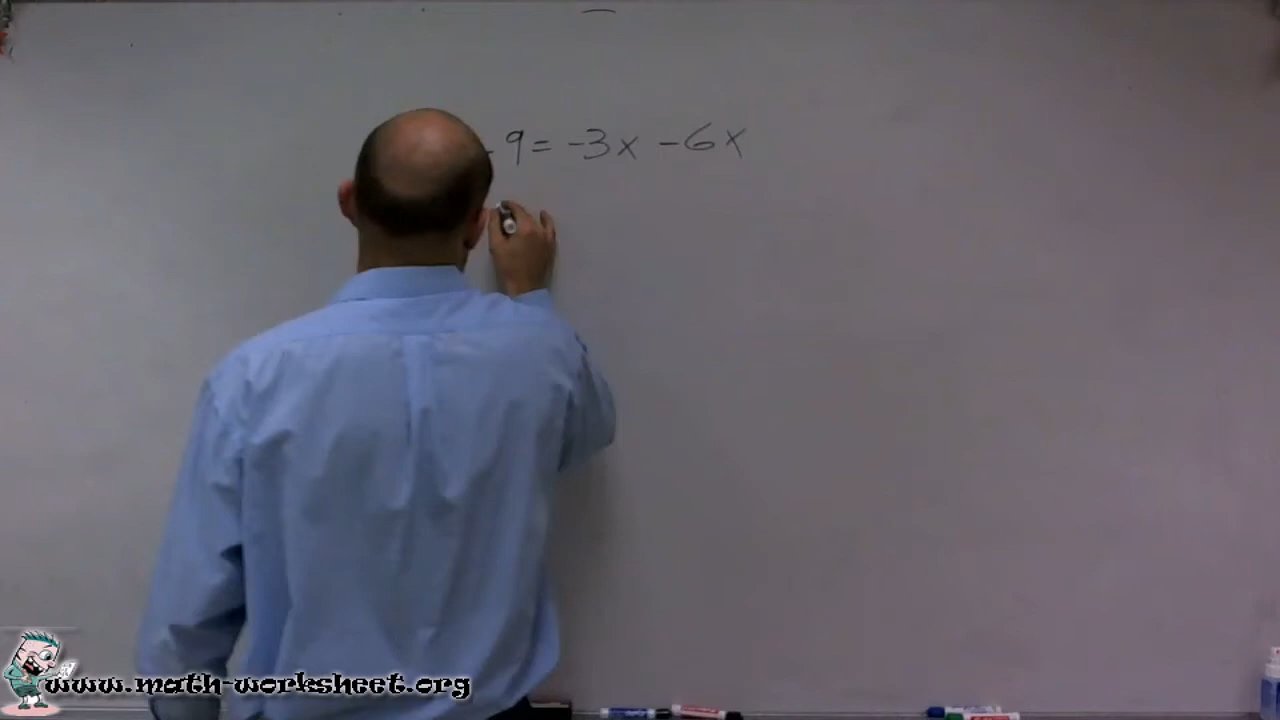 - 9 = -3x - 6x
www.math-worksheet.org